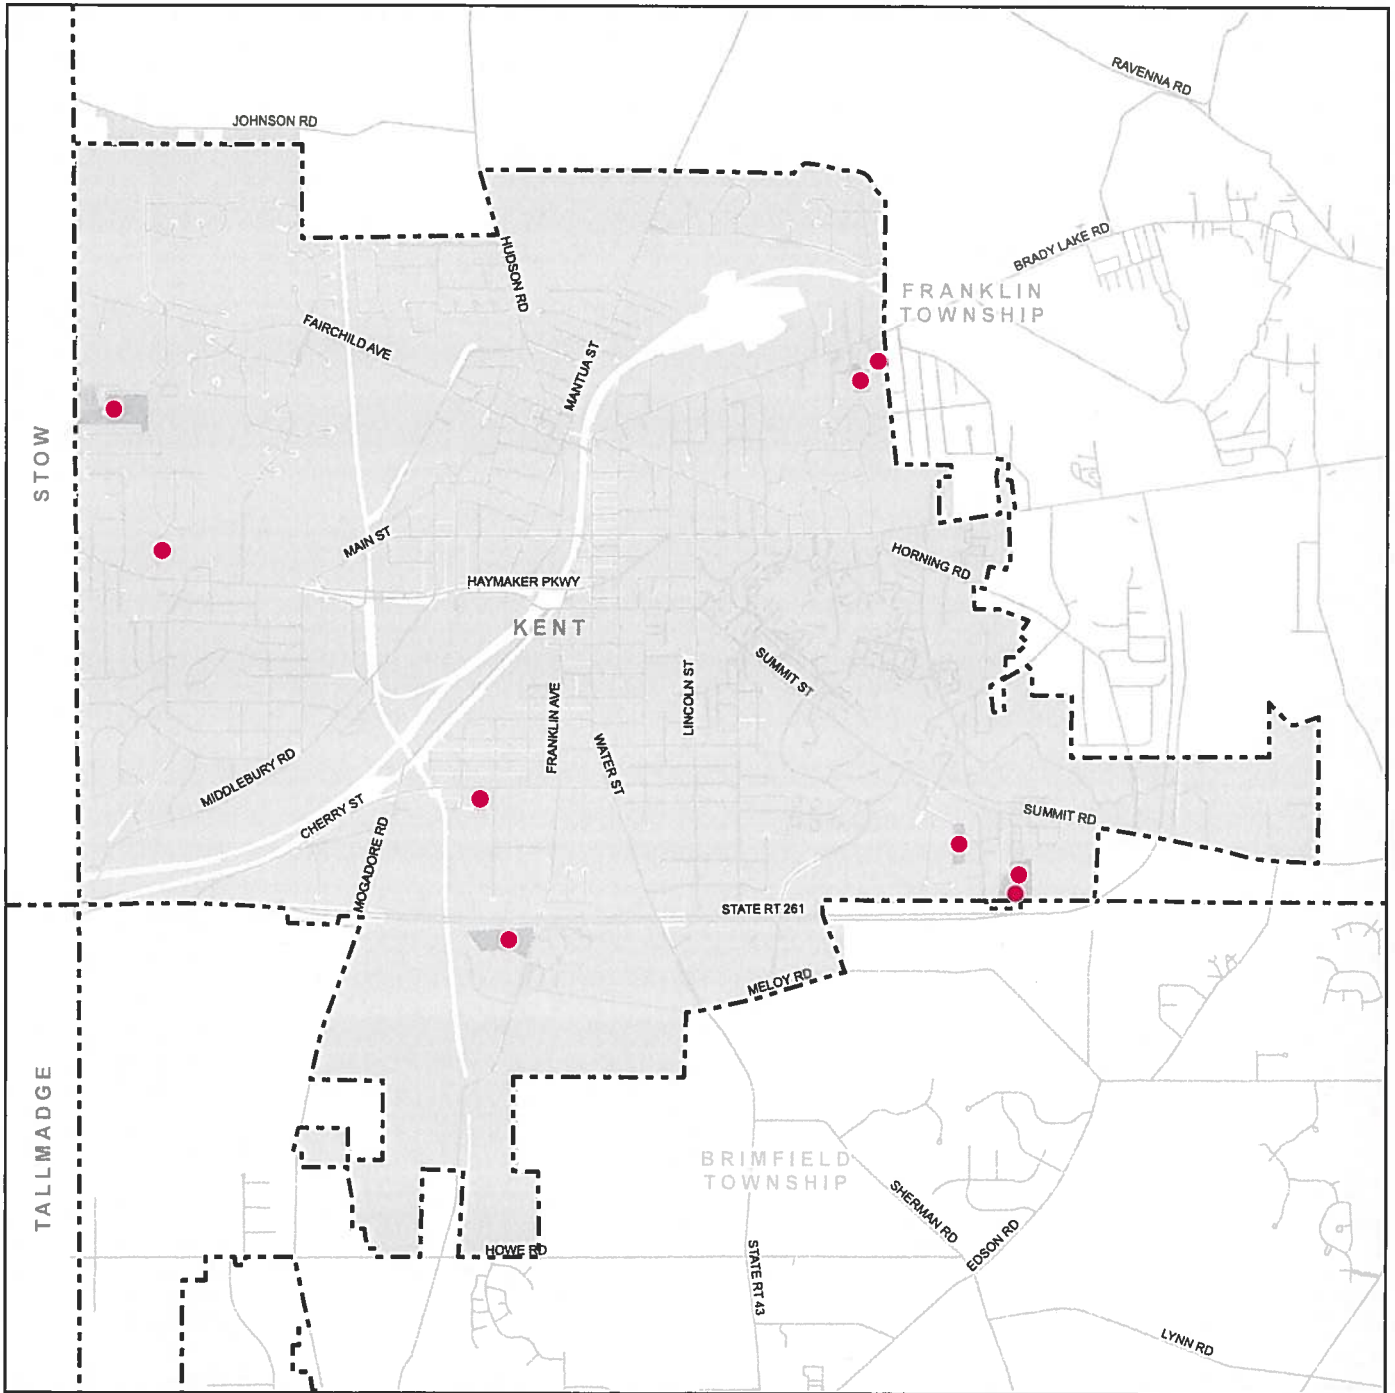 RAVENNA RD
JOHNSON RD
BRADY LAKE RD
HUDSON RD
FRANKLIN
TOWNSHIP
FAIRCHILD AVE
MANTUA ST
STOW
MAIN ST
HORNING RD
HAYMAKER PKWY
KENT
SUMMIT ST
LINCOLN ST
FRANKLIN AVE
WATER ST
MIDDLEBURY RD
CHERRY ST
SUMMIT RD
MOGADORE RD
STATE RT 261
MELOY RD
TALLMADGE
BRIMFIELD
TOWNSHIP
SHERMAN RD
EDSON RD
HOWE RD
STATE RT 43
LYNN RD